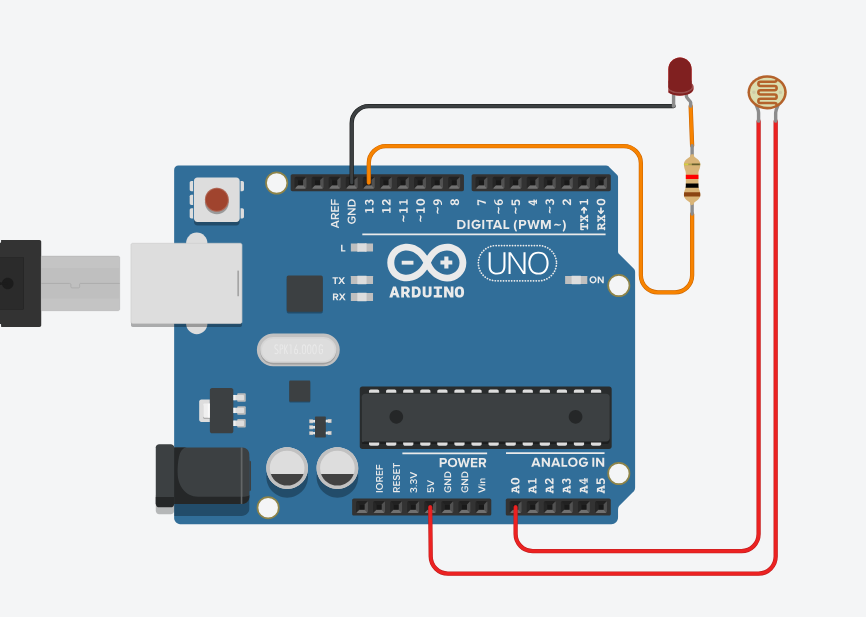 AREF
GND
13
12
~11
~10
~9
8
7
~6
~5
4
~3
2
TX→1
RX←0
DIGITAL (PWM~)
L
TX
RX
UNO
ON
ARDUINO
SPK16.000G
POWER
ANALOG IN
IOREF
RESET
3.3V
5V
GND
GND
Vin
A0
A1
A2
A3
A4
A5